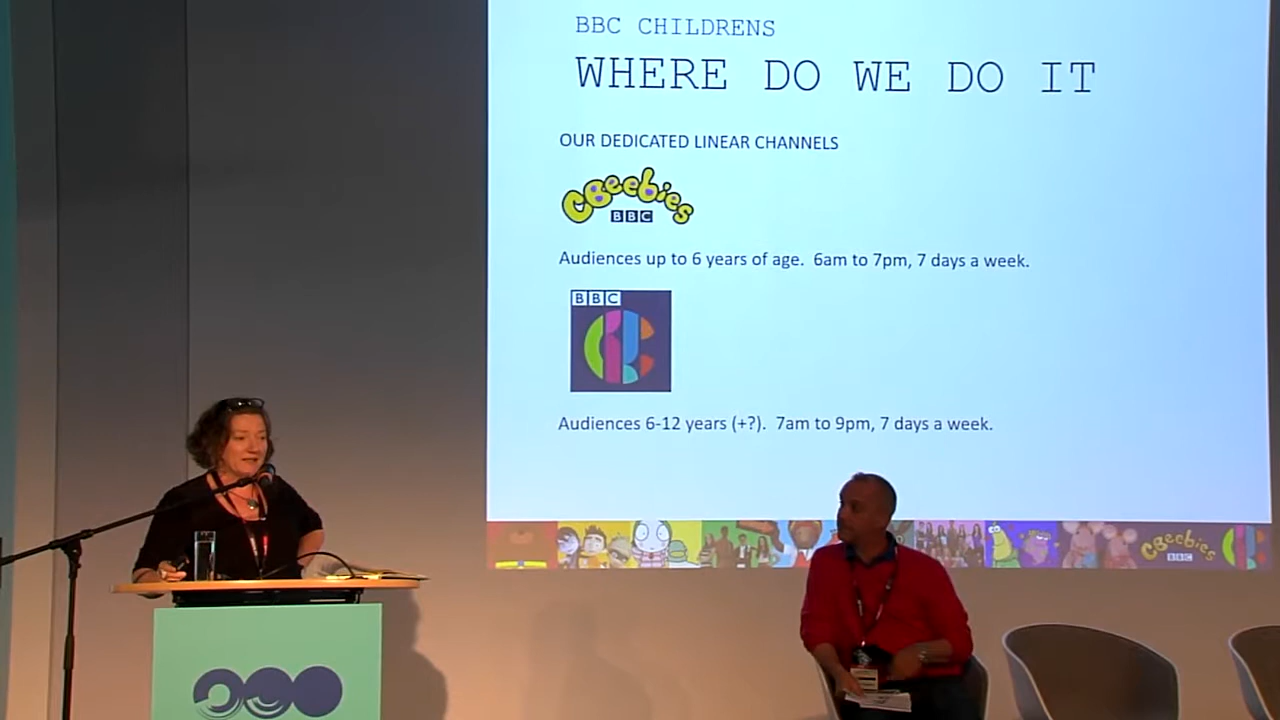 BBC CHILDRENS
WHERE DO WE DO IT
OUR DEDICATED LINEAR CHANNELS
CBeebies
BBC
Audiences up to 6 years of age.  6am to 7pm, 7 days a week.
BBC
CBBC
Audiences 6-12 years (+?).  7am to 9pm, 7 days a week.
CBeebies
BBC